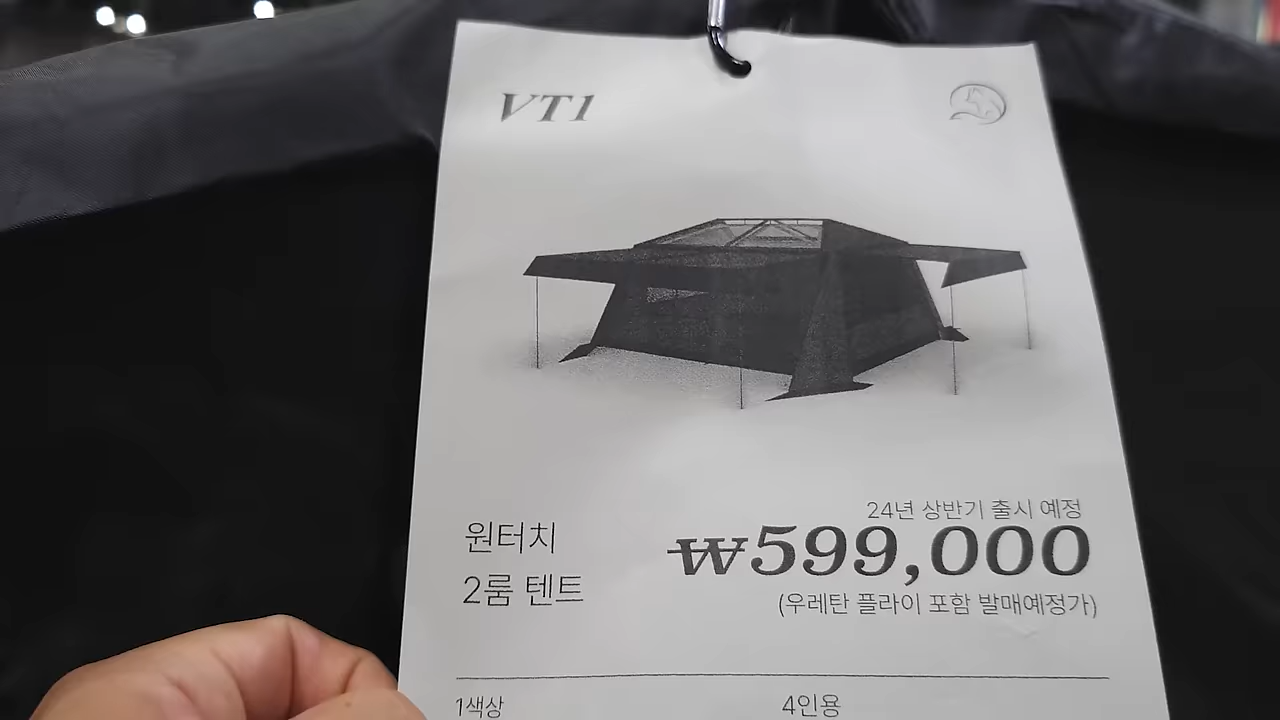 VT1
24년 상반기 출시 예정
원터치
₩599,000
2룸 텐트
(우레탄 플라이 포함 발매예정가)
1색상
4인용